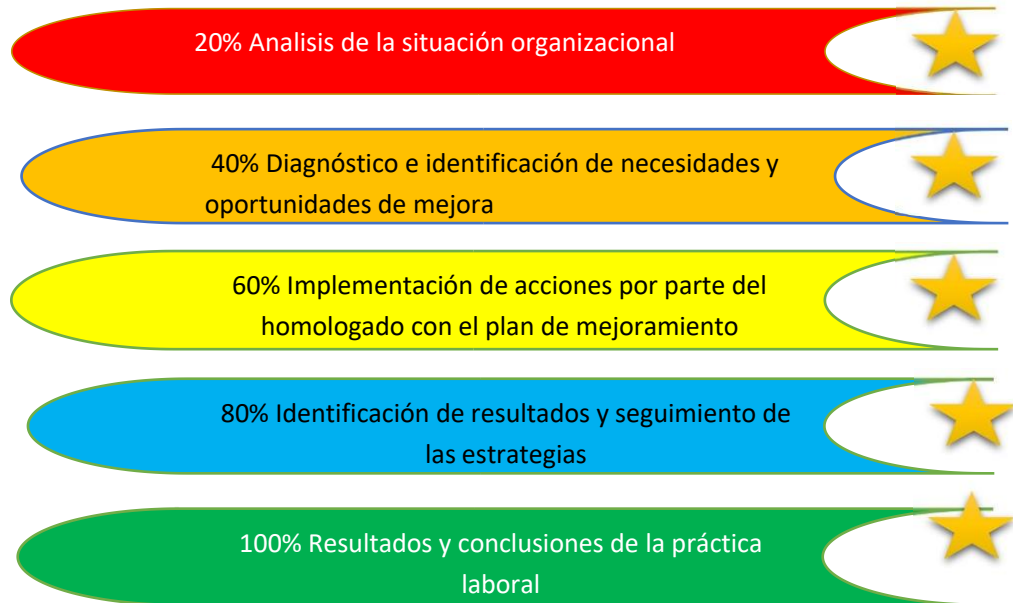 20% Analisis de la situación organizacional
40% Diagnóstico e identificación de necesidades y
oportunidades de mejora
60% Implementación de acciones por parte del
homologado con el plan de mejoramiento
80% Identificación de resultados y seguimiento de
las estrategias
100% Resultados y conclusiones de la práctica
laboral